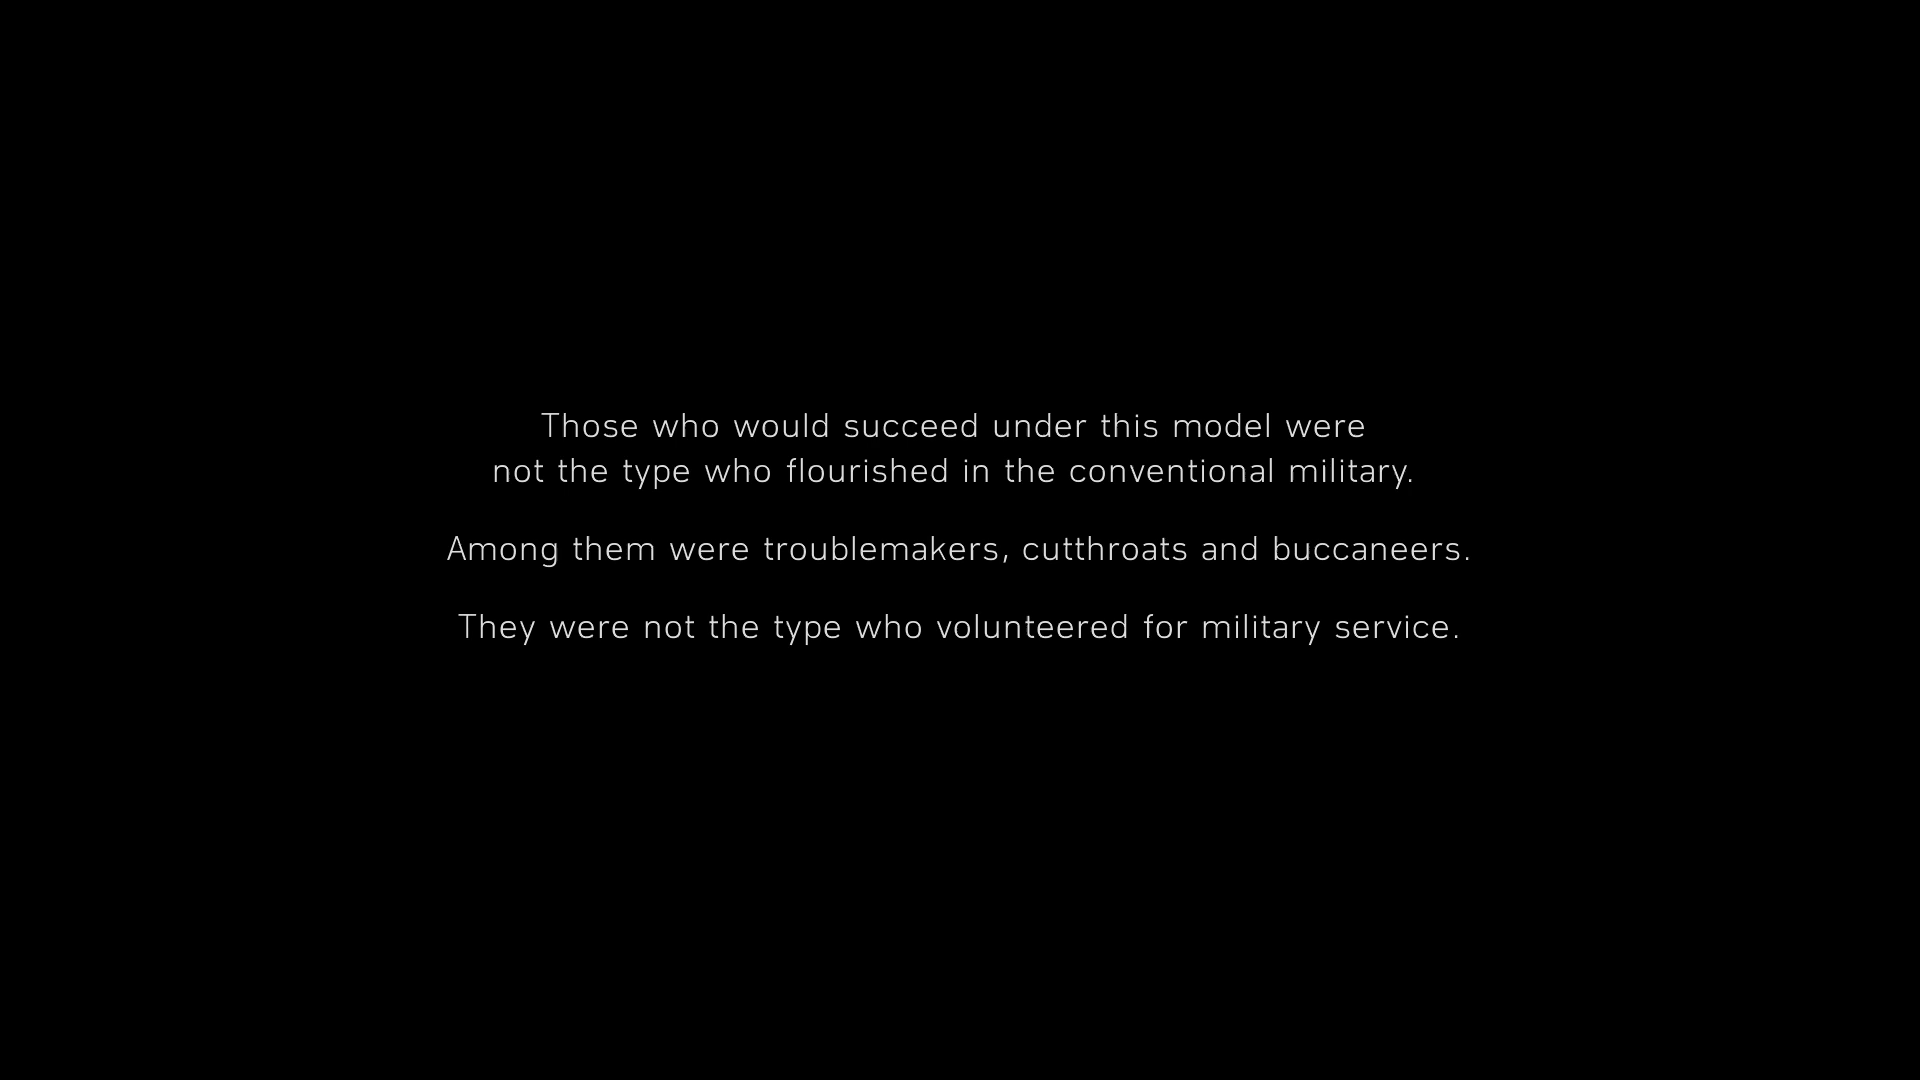 Those who would succeed under this model were
not the type who flourished in the conventional military.
Among them were troublemakers, cutthroats and buccaneers.
They were not the type who volunteered for military service.